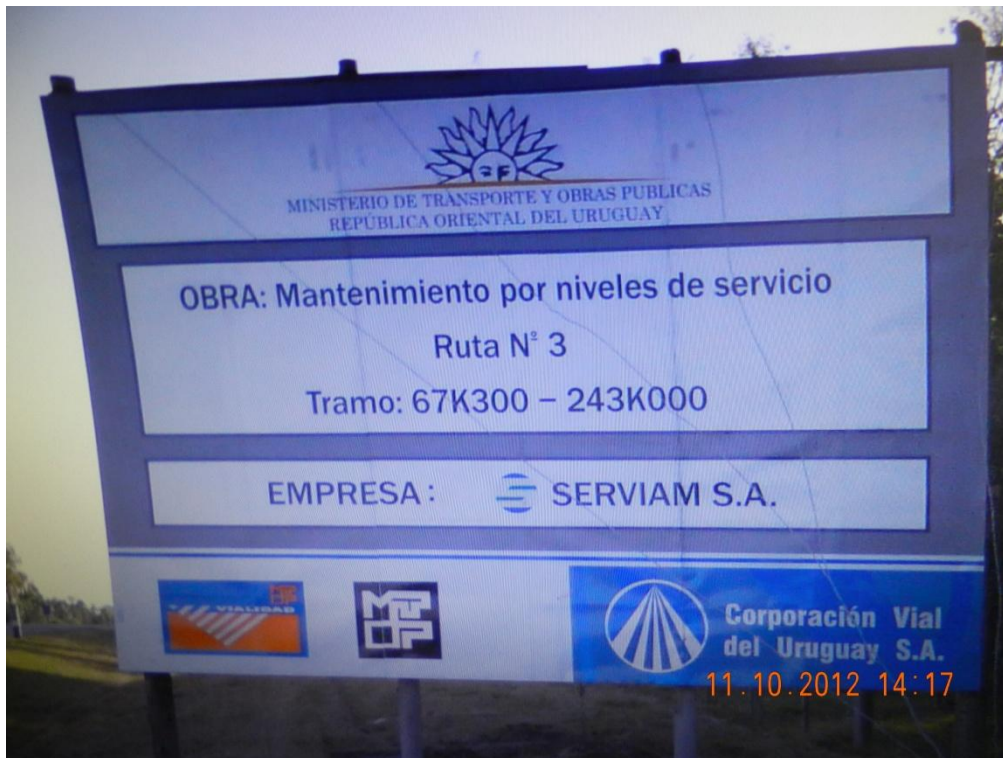 MINISTERIO DE TRANSPORTE Y OBRAS PUBLICAS
REPÚBLICA ORIENTAL DEL URUGUAY
OBRA: Mantenimiento por niveles de servicio
Ruta Nº 3
Tramo: 67K300 – 243K000
EMPRESA: SERVIAM S.A.
VIALIDAD
MTOP
Corporación Vial
del Uruguay S.A.
11.10.2012 14:17